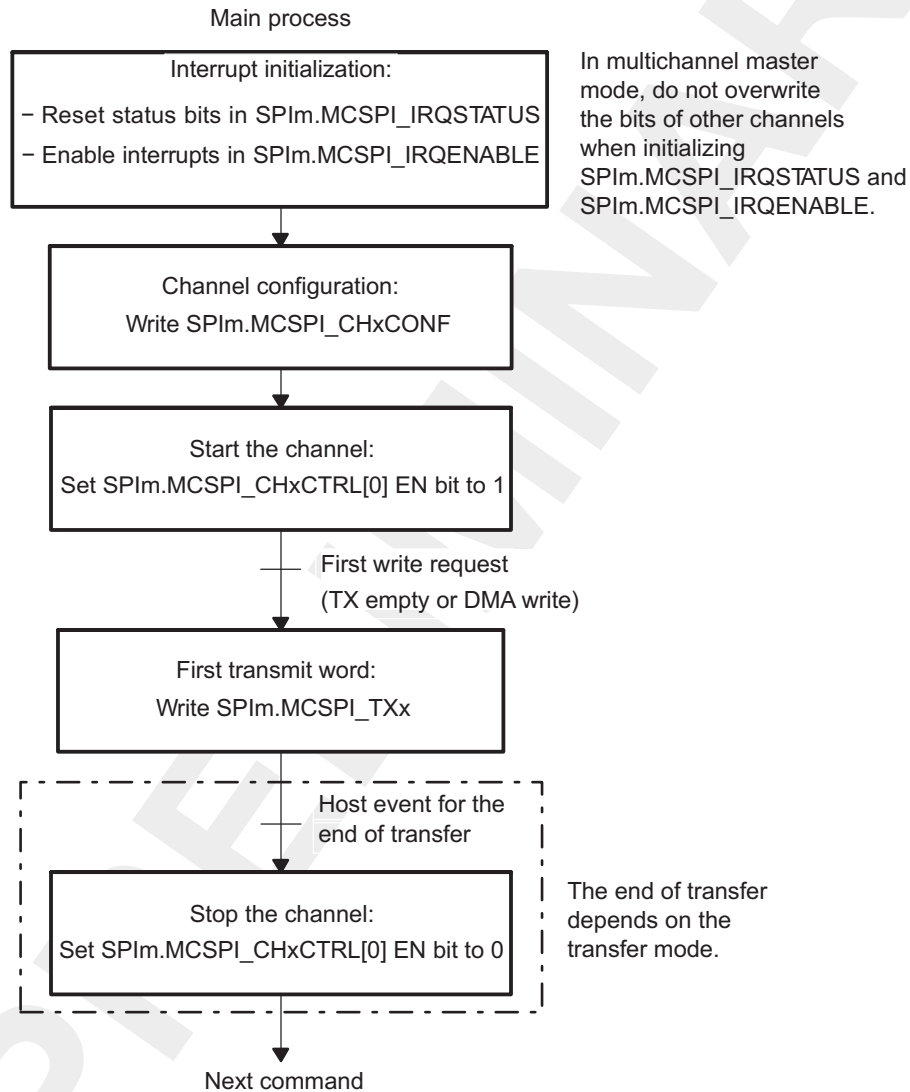 Main process
Interrupt initialization:
− Reset status bits in SPIm.MCSPI_IRQSTATUS
− Enable interrupts in SPIm.MCSPI_IRQENABLE
In multichannel master
mode, do not overwrite
the bits of other channels
when initializing
SPIm.MCSPI_IRQSTATUS and
SPIm.MCSPI_IRQENABLE.
Channel configuration:
Write SPIm.MCSPI_CHxCONF
Start the channel:
Set SPIm.MCSPI_CHxCTRL[0] EN bit to 1
First write request
(TX empty or DMA write)
First transmit word:
Write SPIm.MCSPI_TXx
Host event for the
end of transfer
Stop the channel:
Set SPIm.MCSPI_CHxCTRL[0] EN bit to 0
The end of transfer
depends on the
transfer mode.
Next command